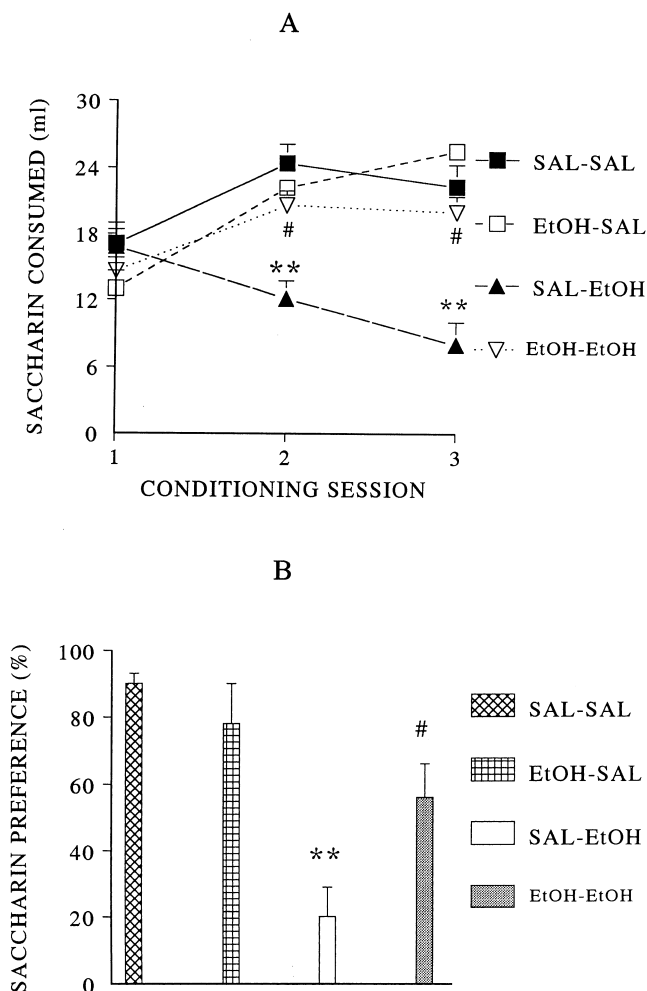 A
SACCHARIN CONSUMED (ml)
30
24
18
12
6
0
1 2 3
CONDITIONING SESSION
#
#
**
**
SAL-SAL
EtOH-SAL
SAL-EtOH
EtOH-EtOH
B
SACCHARIN PREFERENCE (%)
100
80
60
40
20
0
**
#
SAL-SAL
EtOH-SAL
SAL-EtOH
EtOH-EtOH